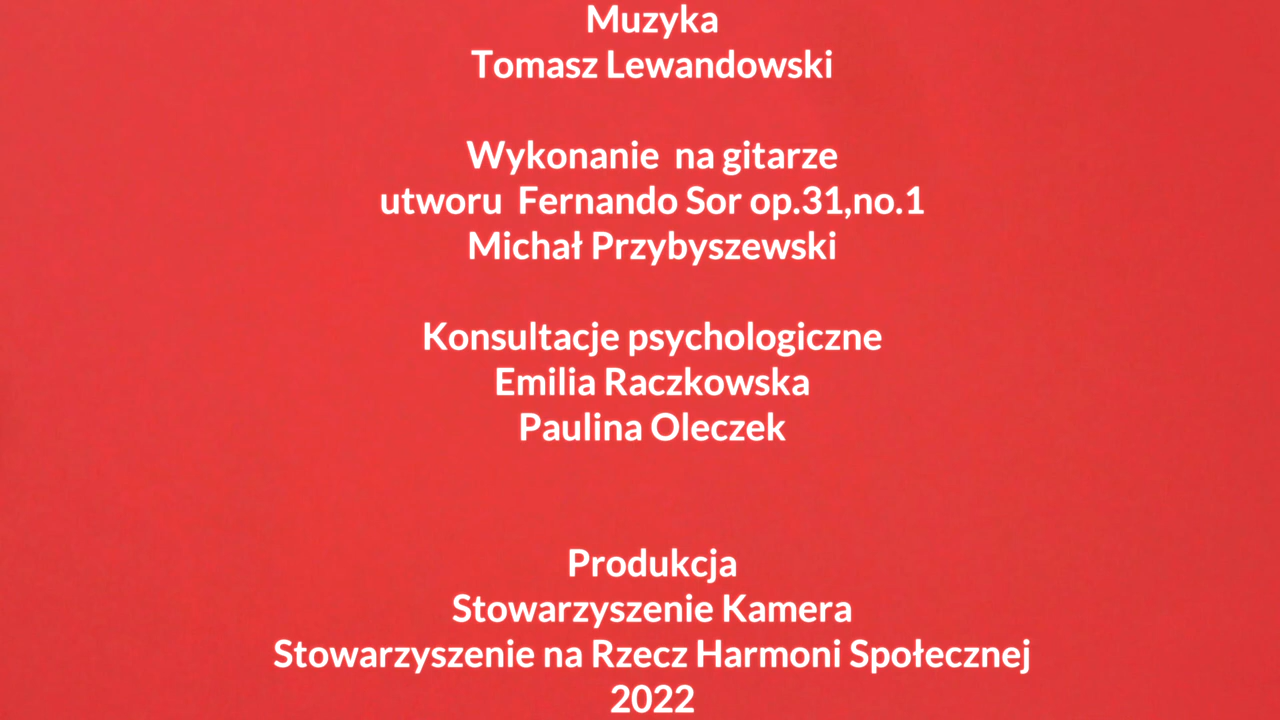 Muzyka
Tomasz Lewandowski
Wykonanie  na gitarze
utworu  Fernando Sor op.31,no.1
Michał Przybyszewski
Konsultacje psychologiczne
Emilia Raczkowska
Paulina Oleczek
Produkcja
Stowarzyszenie Kamera
Stowarzyszenie na Rzecz Harmoni Społecznej
2022